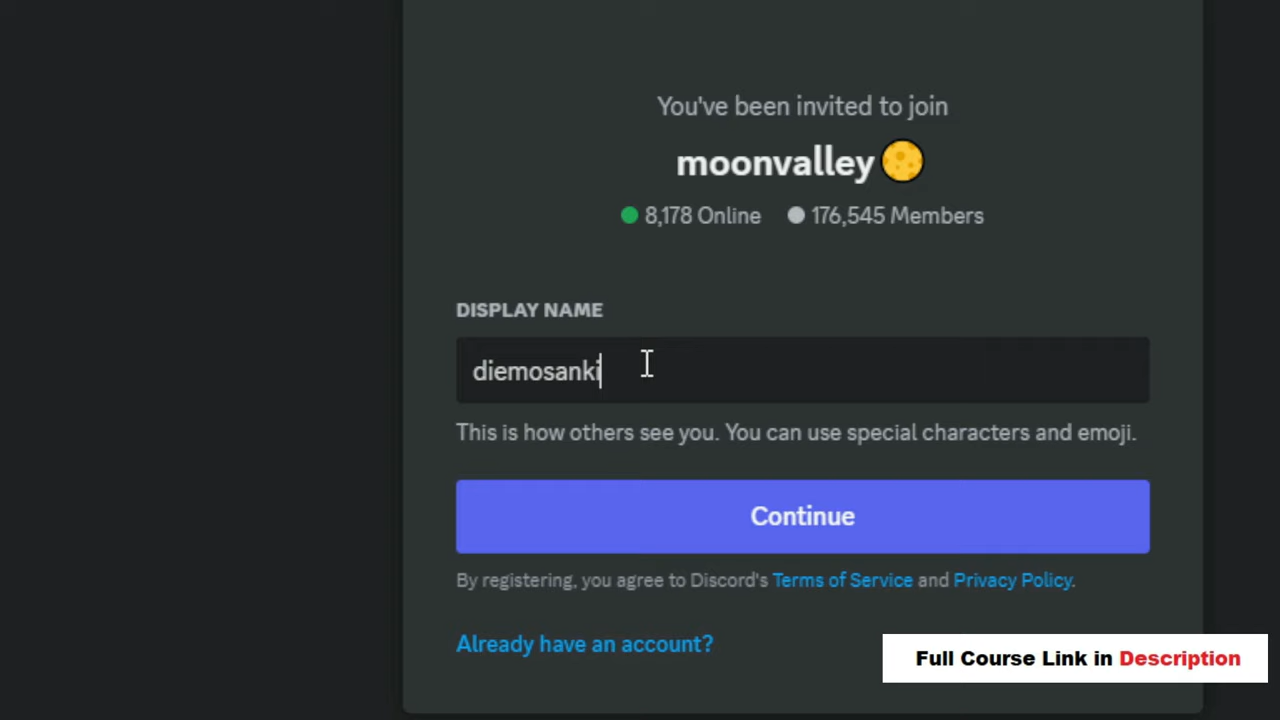 You've been invited to join
moonvalley
8,178 Online 176,545 Members
DISPLAY NAME
diemosanki
This is how others see you. You can use special characters and emoji.
Continue
By registering, you agree to Discord's Terms of Service and Privacy Policy.
Already have an account?
Full Course Link in Description